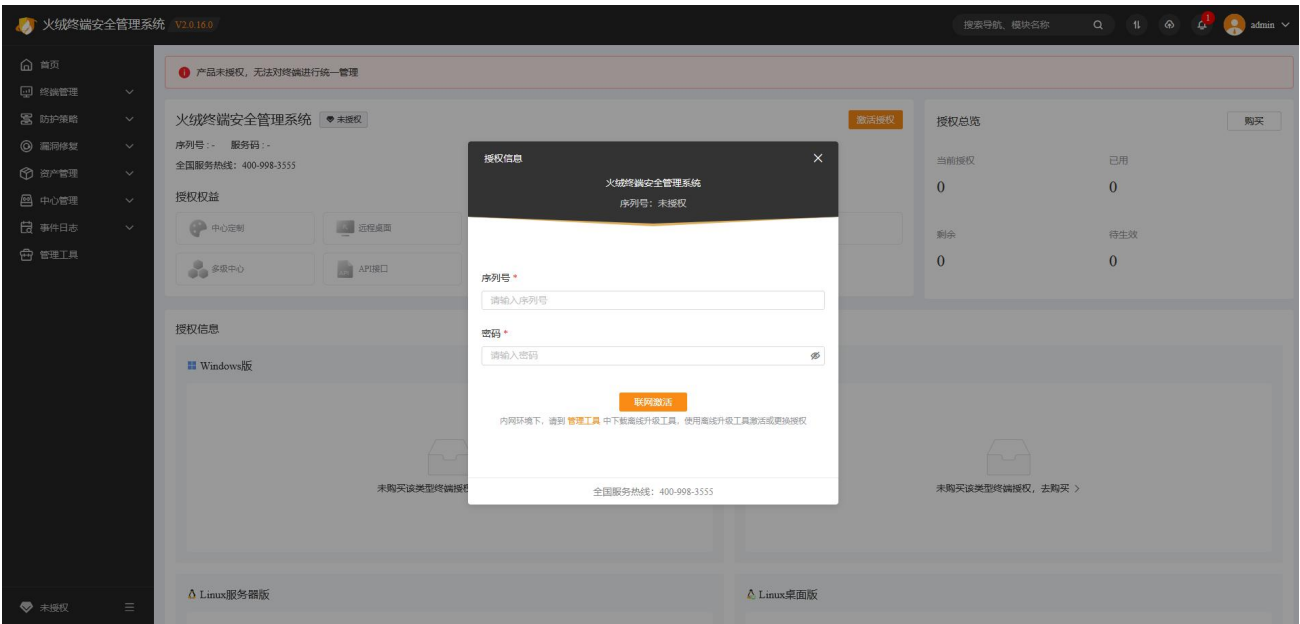 火绒终端安全管理系统 V2.0.16.0
搜索导航、模块名称
1
admin
首页
终端管理
防护策略
漏洞修复
资产管理
中心管理
事件日志
管理工具
未授权
产品未授权，无法对终端进行统一管理
火绒终端安全管理系统 未授权
激活授权
序列号：- 服务码：-
全国服务热线：400-998-3555
授权权益
中心定制
远程桌面
多级中心
API接口
授权总览
购买
当前授权
已用
0
0
剩余
待生效
0
0
授权信息
Windows版
未购买该类型终端授权
未购买该类型终端授权，去购买
Linux服务器版
Linux桌面版
授权信息
火绒终端安全管理系统
序列号：未授权
序列号 *
请输入序列号
密码 *
请输入密码
联网激活
内网环境下，请到 管理工具 中下载离线升级工具，使用离线升级工具激活或更换授权
全国服务热线：400-998-3555